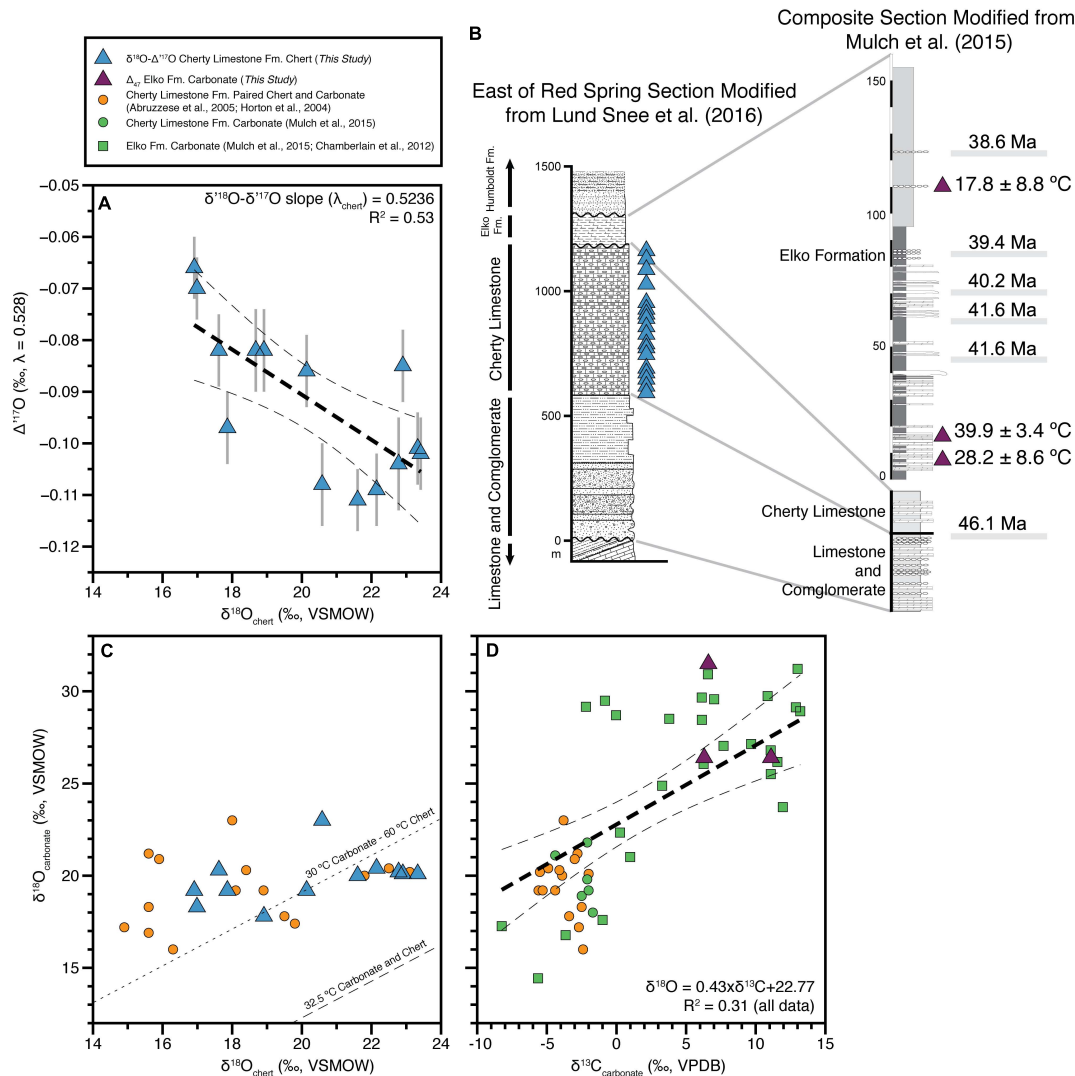 δ¹⁸O-Δ'¹⁷O Cherty Limestone Fm. Chert (This Study)
Δ₄₇ Elko Fm. Carbonate (This Study)
Cherty Limestone Fm. Paired Chert and Carbonate
(Abruzzese et al., 2005; Horton et al., 2004)
Cherty Limestone Fm. Carbonate (Mulch et al., 2015)
Elko Fm. Carbonate (Mulch et al., 2015; Chamberlain et al., 2012)
A
δ'¹⁸O-δ'¹⁷O slope (λchert) = 0.5236
R² = 0.53
−0.05
−0.06
−0.07
−0.08
−0.09
−0.10
−0.11
−0.12
Δ'¹⁷O (‰, λ = 0.528)
14 16 18 20 22 24
δ¹⁸Ochert (‰, VSMOW)
B
East of Red Spring Section Modified
from Lund Snee et al. (2016)
Composite Section Modified from
Mulch et al. (2015)
Humboldt Fm.
Elko
Fm.
Cherty Limestone
Limestone and Conglomerate
1500
1000
500
0
m
150
100
50
0
Elko Formation
Cherty Limestone
Limestone
and
Comglomerate
38.6 Ma
17.8 ± 8.8 ºC
39.4 Ma
40.2 Ma
41.6 Ma
41.6 Ma
39.9 ± 3.4 ºC
28.2 ± 8.6 ºC
46.1 Ma
C
30
25
20
15
δ¹⁸Ocarbonate (‰, VSMOW)
30 ºC Carbonate - 60 ºC Chert
32.5 ºC Carbonate and Chert
14 16 18 20 22 24
δ¹⁸Ochert (‰, VSMOW)
D
δ¹⁸O = 0.43xδ¹³C+22.77
R² = 0.31 (all data)
-10 -5 0 5 10 15
δ¹³Ccarbonate (‰, VPDB)